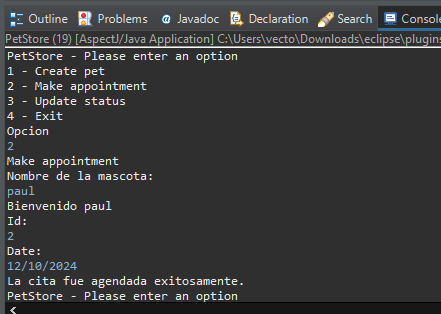 Outline Problems Javadoc Declaration Search Console
PetStore (19) [AspectJ/Java Application] C:\Users\vecto\Downloads\eclipse\plugins
PetStore - Please enter an option
1 - Create pet
2 - Make appointment
3 - Update status
4 - Exit
Opcion
2
Make appointment
Nombre de la mascota:
paul
Bienvenido paul
Id:
2
Date:
12/10/2024
La cita fue agendada exitosamente.
PetStore - Please enter an option